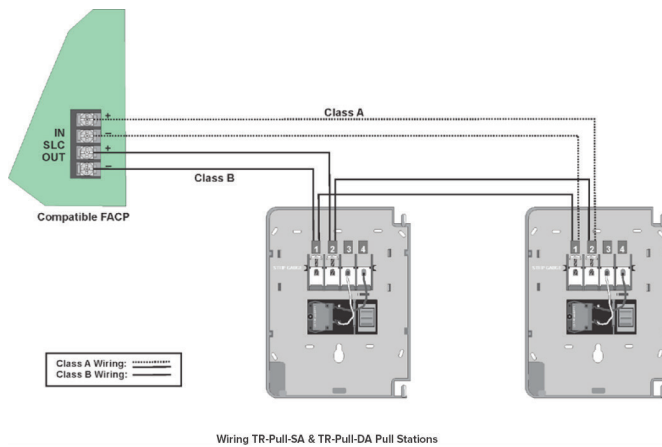 Class A
+
IN −
SLC +
OUT
−
Class B
Compatible FACP
1 2 3 4
1 2 3 4
Class A Wiring:
Class B Wiring:
Wiring TR-Pull-SA & TR-Pull-DA Pull Stations